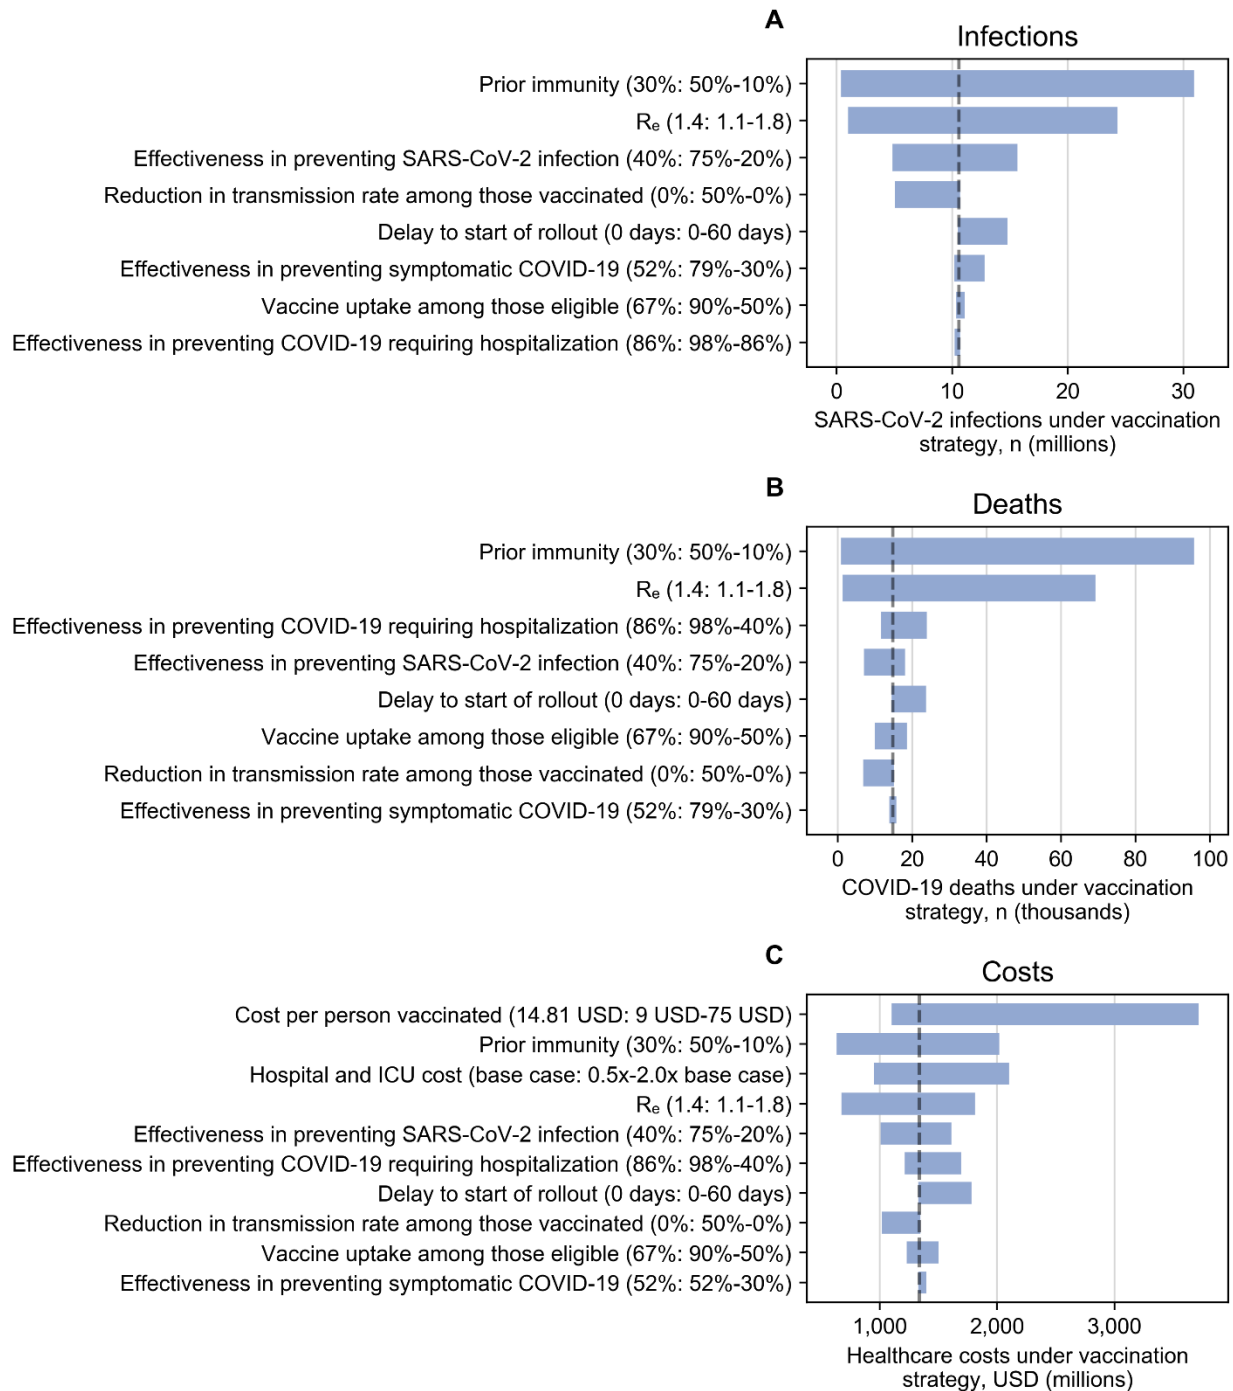 A
Infections
Prior immunity (30%: 50%-10%)
Rₑ (1.4: 1.1-1.8)
Effectiveness in preventing SARS-CoV-2 infection (40%: 75%-20%)
Reduction in transmission rate among those vaccinated (0%: 50%-0%)
Delay to start of rollout (0 days: 0-60 days)
Effectiveness in preventing symptomatic COVID-19 (52%: 79%-30%)
Vaccine uptake among those eligible (67%: 90%-50%)
Effectiveness in preventing COVID-19 requiring hospitalization (86%: 98%-86%)
0 10 20 30
SARS-CoV-2 infections under vaccination
strategy, n (millions)
B
Deaths
Prior immunity (30%: 50%-10%)
Rₑ (1.4: 1.1-1.8)
Effectiveness in preventing COVID-19 requiring hospitalization (86%: 98%-40%)
Effectiveness in preventing SARS-CoV-2 infection (40%: 75%-20%)
Delay to start of rollout (0 days: 0-60 days)
Vaccine uptake among those eligible (67%: 90%-50%)
Reduction in transmission rate among those vaccinated (0%: 50%-0%)
Effectiveness in preventing symptomatic COVID-19 (52%: 79%-30%)
0 20 40 60 80 100
COVID-19 deaths under vaccination
strategy, n (thousands)
C
Costs
Cost per person vaccinated (14.81 USD: 9 USD-75 USD)
Prior immunity (30%: 50%-10%)
Hospital and ICU cost (base case: 0.5x-2.0x base case)
Rₑ (1.4: 1.1-1.8)
Effectiveness in preventing SARS-CoV-2 infection (40%: 75%-20%)
Effectiveness in preventing COVID-19 requiring hospitalization (86%: 98%-40%)
Delay to start of rollout (0 days: 0-60 days)
Reduction in transmission rate among those vaccinated (0%: 50%-0%)
Vaccine uptake among those eligible (67%: 90%-50%)
Effectiveness in preventing symptomatic COVID-19 (52%: 52%-30%)
1,000 2,000 3,000
Healthcare costs under vaccination
strategy, USD (millions)